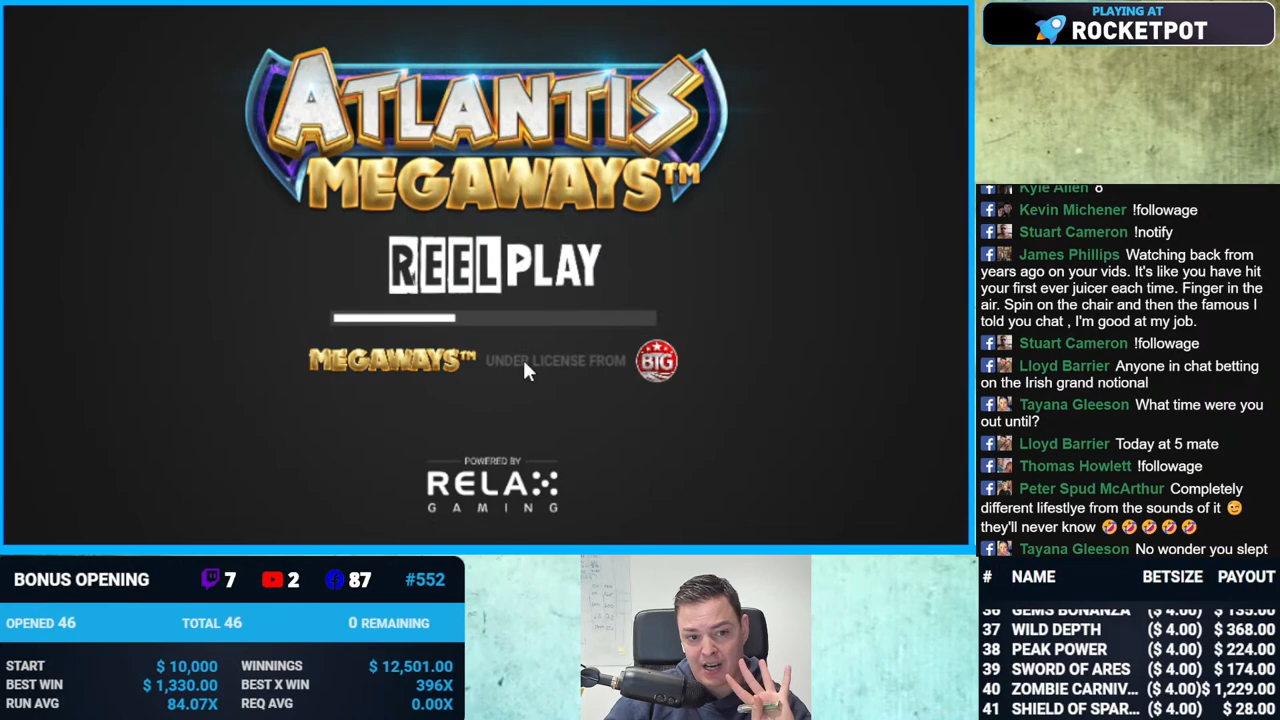 ATLANTIS
MEGAWAYS™
REELPLAY
MEGAWAYS™ UNDER LICENSE FROM BTG
POWERED BY
RELAX
GAMING
PLAYING AT
ROCKETPOT
Kyle Allen 8
Kevin Michener !followage
Stuart Cameron !notify
James Phillips Watching back from
years ago on your vids. It's like you have hit
your first ever juicer each time. Finger in the
air. Spin on the chair and then the famous I
told you chat , I'm good at my job.
Stuart Cameron !followage
Lloyd Barrier Anyone in chat betting
on the Irish grand notional
Tayana Gleeson What time were you
out until?
Lloyd Barrier Today at 5 mate
Thomas Howlett !followage
Peter Spud McArthur Completely
different lifestlye from the sounds of it 😉
they'll never know 🤣🤣🤣🤣🤣
Tayana Gleeson No wonder you slept
BONUS OPENING 7 2 87 #552
OPENED 46 TOTAL 46 0 REMAINING
START $ 10,000 WINNINGS $ 12,501.00
BEST WIN $ 1,330.00 BEST X WIN 396X
RUN AVG 84.07X REQ AVG 0.00X
# NAME BETSIZE PAYOUT
36 GEMS BONANZA ($ 4.00) $ 135.00
37 WILD DEPTH ($ 4.00) $ 368.00
38 PEAK POWER ($ 4.00) $ 224.00
39 SWORD OF ARES ($ 4.00) $ 174.00
40 ZOMBIE CARNIV... ($ 4.00) $ 1,229.00
41 SHIELD OF SPAR... ($ 4.00) $ 28.00